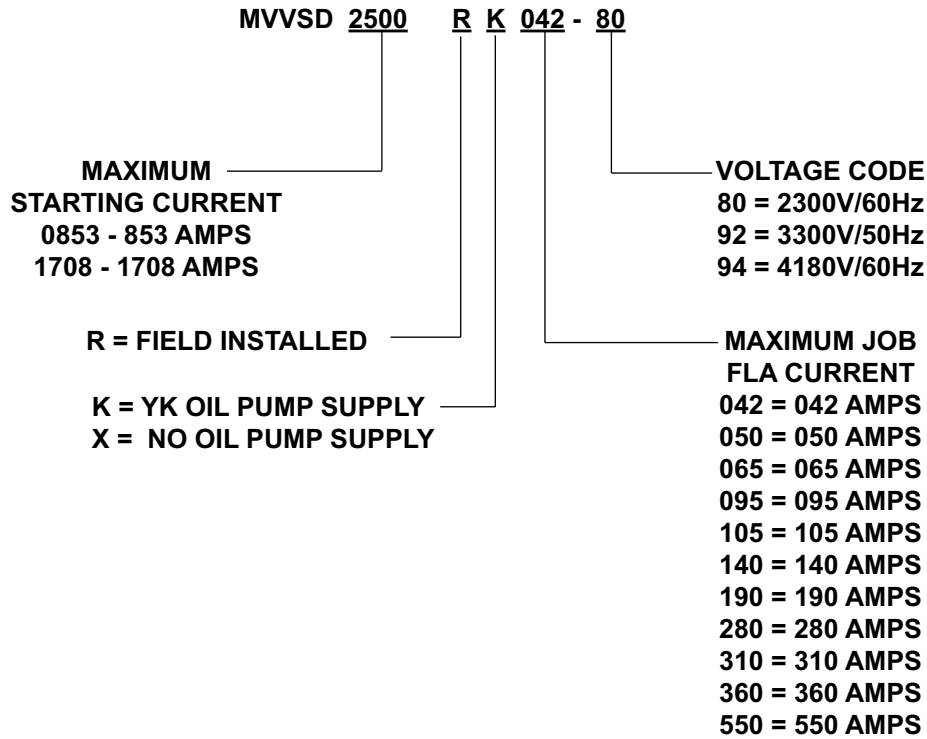 MVVSD 2500 R K 042 - 80
MAXIMUM
STARTING CURRENT
0853 - 853 AMPS
1708 - 1708 AMPS
R = FIELD INSTALLED
K = YK OIL PUMP SUPPLY
X = NO OIL PUMP SUPPLY
VOLTAGE CODE
80 = 2300V/60Hz
92 = 3300V/50Hz
94 = 4180V/60Hz
MAXIMUM JOB
FLA CURRENT
042 = 042 AMPS
050 = 050 AMPS
065 = 065 AMPS
095 = 095 AMPS
105 = 105 AMPS
140 = 140 AMPS
190 = 190 AMPS
280 = 280 AMPS
310 = 310 AMPS
360 = 360 AMPS
550 = 550 AMPS